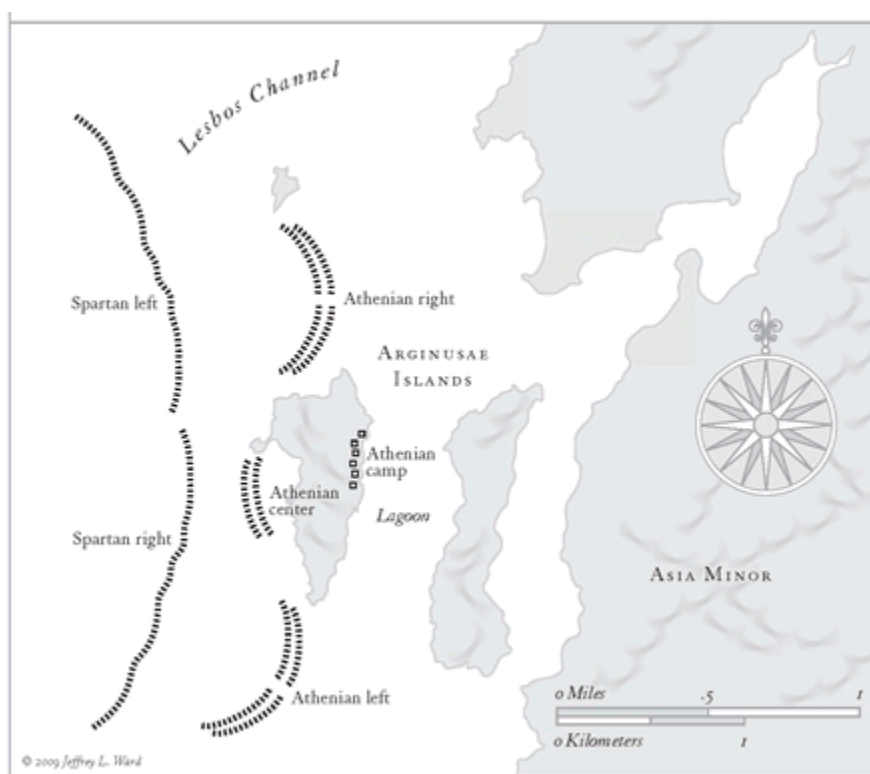 Lesbos Channel
Spartan left
Athenian right
ARGINUSAE
ISLANDS
Athenian
camp
Athenian
center
Lagoon
Spartan right
ASIA MINOR
Athenian left
0 Miles .5 1
0 Kilometers 1
© 2009 Jeffrey L. Ward